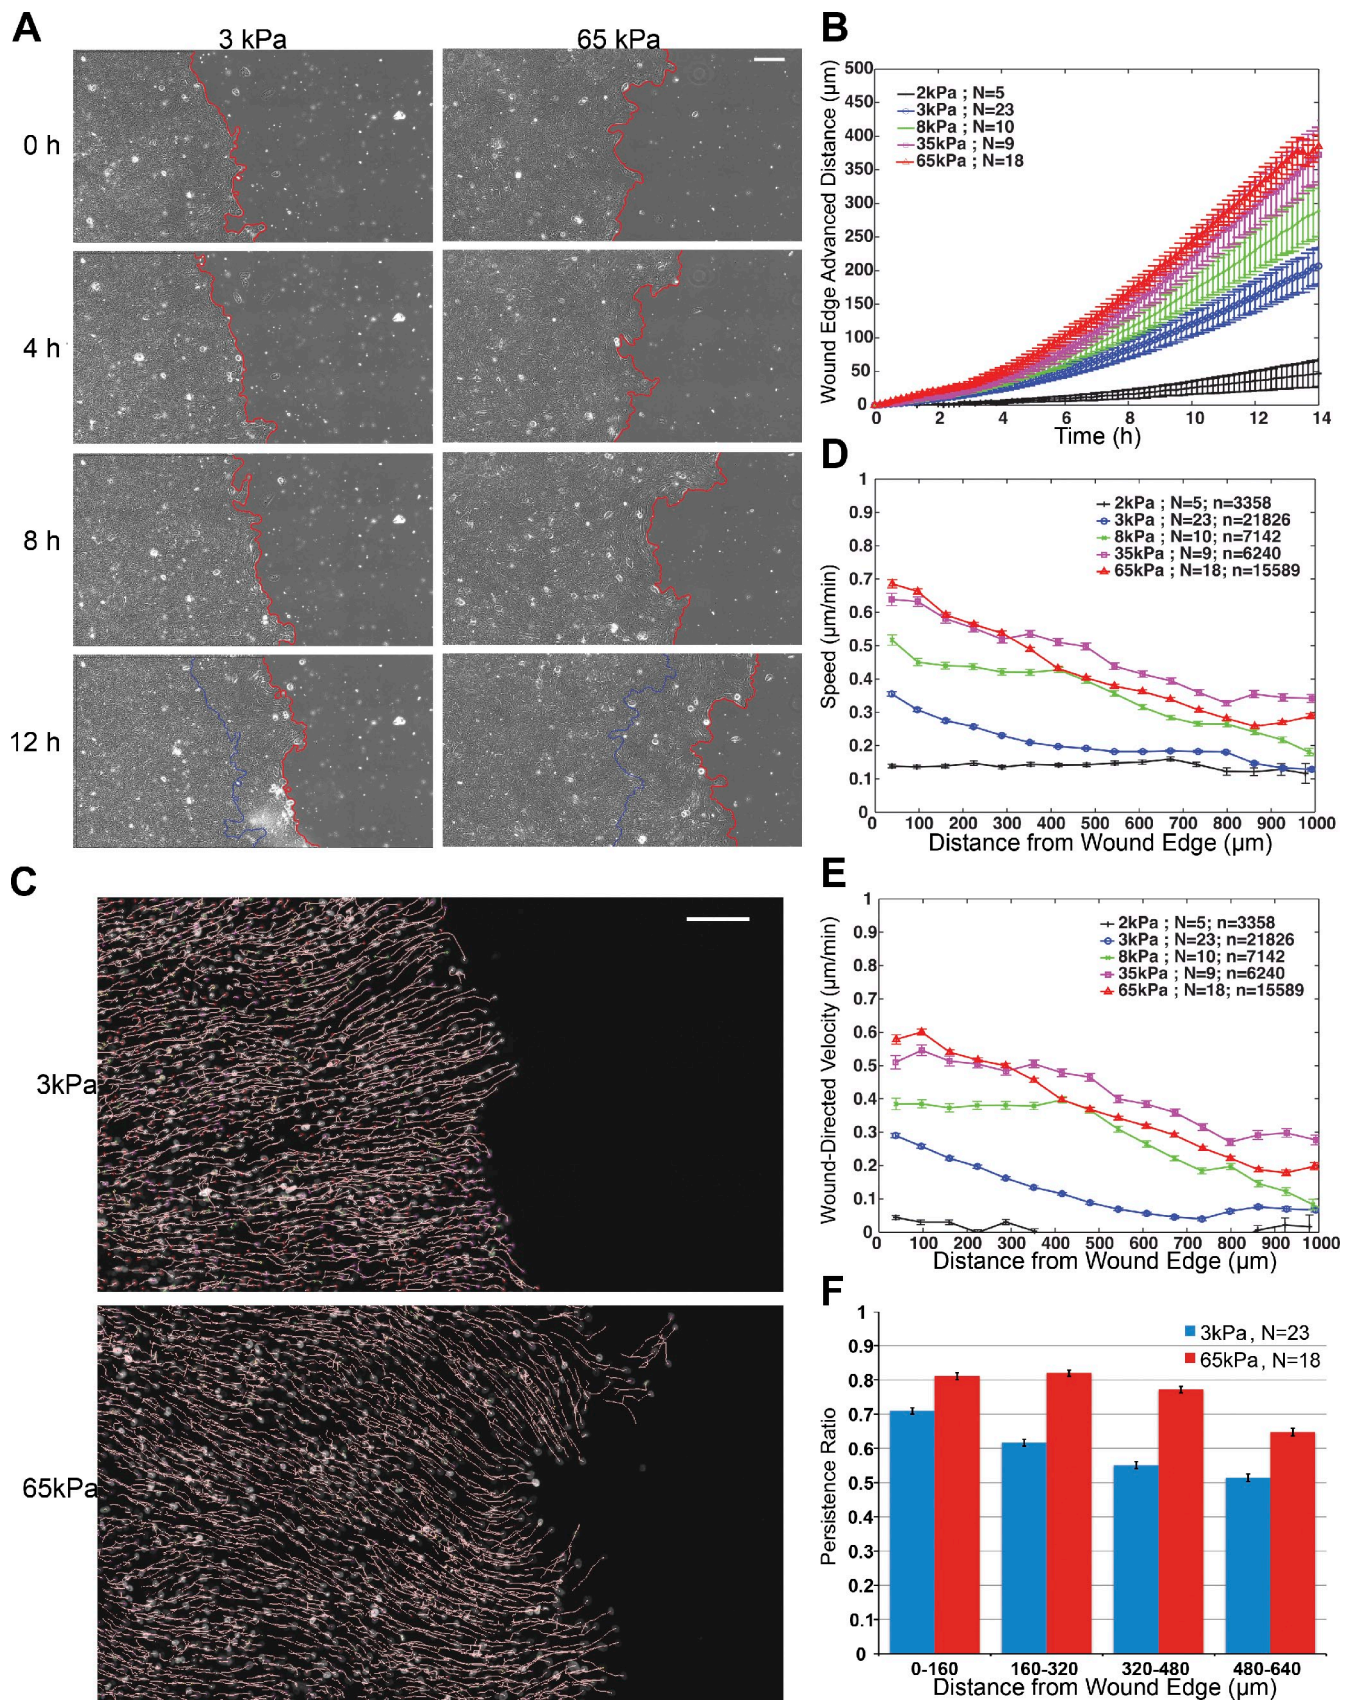 A
3 kPa
65 kPa
0 h
4 h
8 h
12 h
B
Wound Edge Advanced Distance (µm)
500
450
400
350
300
250
200
150
100
50
0
2kPa ; N=5
3kPa ; N=23
8kPa ; N=10
35kPa ; N=9
65kPa ; N=18
0 2 4 6 8 10 12 14
Time (h)
C
3kPa
65kPa
D
Speed (µm/min)
1
0.9
0.8
0.7
0.6
0.5
0.4
0.3
0.2
0.1
0
2kPa ; N=5; n=3358
3kPa ; N=23; n=21826
8kPa ; N=10; n=7142
35kPa ; N=9; n=6240
65kPa ; N=18; n=15589
0 100 200 300 400 500 600 700 800 900 1000
Distance from Wound Edge (µm)
E
Wound-Directed Velocity (µm/min)
1
0.9
0.8
0.7
0.6
0.5
0.4
0.3
0.2
0.1
0
2kPa ; N=5; n=3358
3kPa ; N=23; n=21826
8kPa ; N=10; n=7142
35kPa ; N=9; n=6240
65kPa ; N=18; n=15589
0 100 200 300 400 500 600 700 800 900 1000
Distance from Wound Edge (µm)
F
Persistence Ratio
1
0.9
0.8
0.7
0.6
0.5
0.4
0.3
0.2
0.1
0
3kPa , N=23
65kPa , N=18
0-160 160-320 320-480 480-640
Distance from Wound Edge (µm)